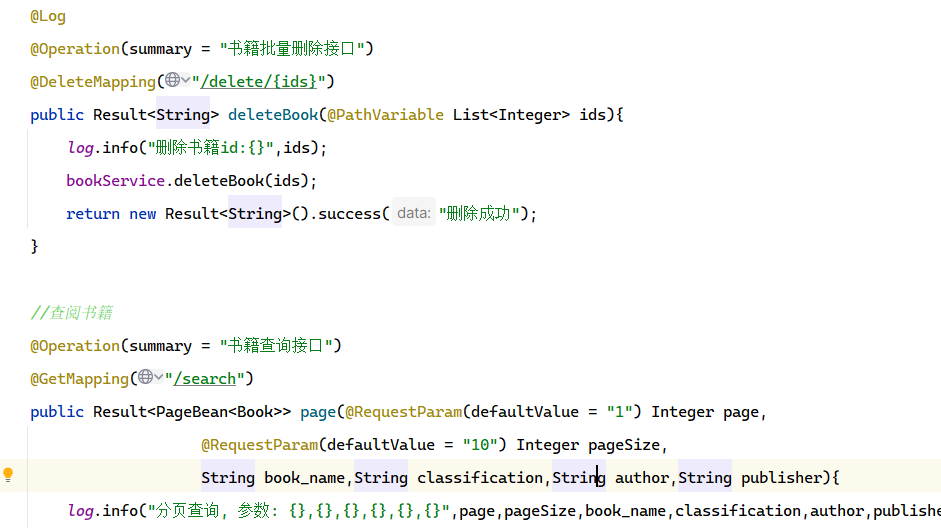 @Log
@Operation(summary = "书籍批量删除接口")
@DeleteMapping("/delete/{ids}")
public Result<String> deleteBook(@PathVariable List<Integer> ids){
log.info("删除书籍id:{}",ids);
bookService.deleteBook(ids);
return new Result<String>().success( data: "删除成功");
}
//查阅书籍
@Operation(summary = "书籍查询接口")
@GetMapping("/search")
public Result<PageBean<Book>> page(@RequestParam(defaultValue = "1") Integer page,
@RequestParam(defaultValue = "10") Integer pageSize,
String book_name,String classification,String author,String publisher){
log.info("分页查询, 参数: {},{},{},{},{},{}",page,pageSize,book_name,classification,author,publishe